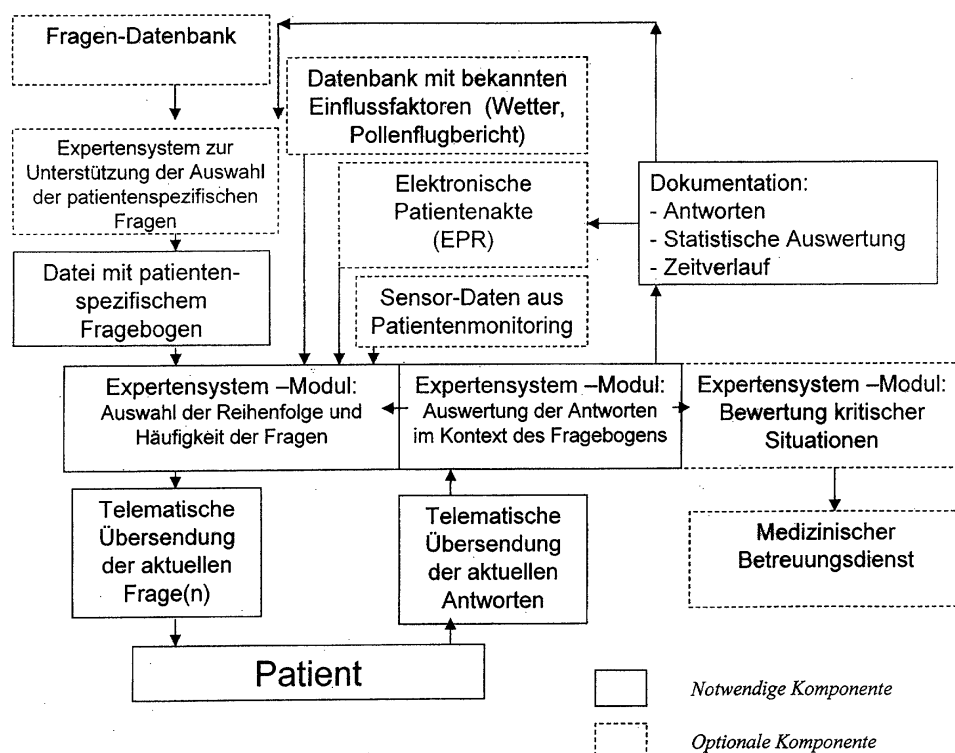 Fragen-Datenbank
Datenbank mit bekannten
Einflussfaktoren (Wetter,
Pollenflugbericht)
Expertensystem zur
Unterstützung der Auswahl
der patientenspezifischen
Fragen
Elektronische
Patientenakte
(EPR)
Dokumentation:
- Antworten
- Statistische Auswertung
- Zeitverlauf
Datei mit patienten-
spezifischem
Fragebogen
Sensor-Daten aus
Patientenmonitoring
Expertensystem –Modul:
Auswahl der Reihenfolge und
Häufigkeit der Fragen
Expertensystem –Modul:
Auswertung der Antworten
im Kontext des Fragebogens
Expertensystem –Modul:
Bewertung kritischer
Situationen
Telematische
Übersendung
der aktuellen
Frage(n)
Telematische
Übersendung
der aktuellen
Antworten
Medizinischer
Betreuungsdienst
Patient
Notwendige Komponente
Optionale Komponente